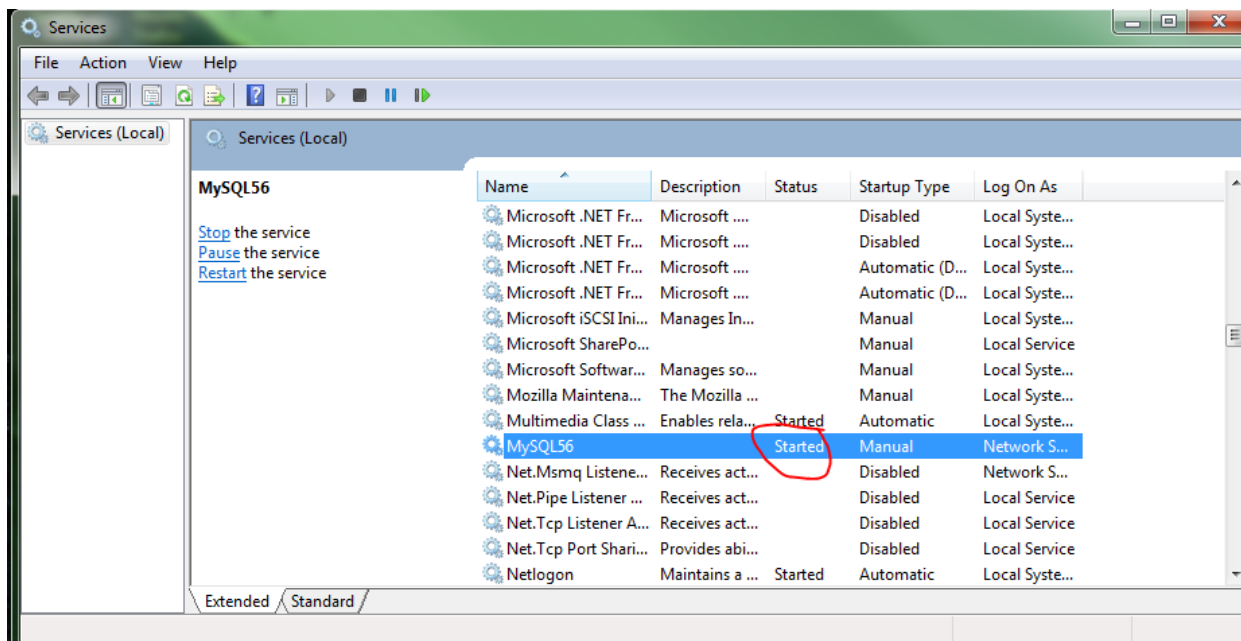 Services
File Action View Help
Services (Local)
Services (Local)
MySQL56
Stop the service
Pause the service
Restart the service
Name Description Status Startup Type Log On As
Microsoft .NET Fr... Microsoft .... Disabled Local Syste...
Microsoft .NET Fr... Microsoft .... Disabled Local Syste...
Microsoft .NET Fr... Microsoft .... Automatic (D... Local Syste...
Microsoft .NET Fr... Microsoft .... Automatic (D... Local Syste...
Microsoft iSCSI Ini... Manages In... Manual Local Syste...
Microsoft SharePo... Manual Local Service
Microsoft Softwar... Manages so... Manual Local Syste...
Mozilla Maintena... The Mozilla ... Manual Local Syste...
Multimedia Class ... Enables rela... Started Automatic Local Syste...
MySQL56 Started Manual Network S...
Net.Msmq Listene... Receives act... Disabled Network S...
Net.Pipe Listener ... Receives act... Disabled Local Service
Net.Tcp Listener A... Receives act... Disabled Local Service
Net.Tcp Port Shari... Provides abi... Disabled Local Service
Netlogon Maintains a ... Started Automatic Local Syste...
Extended Standard